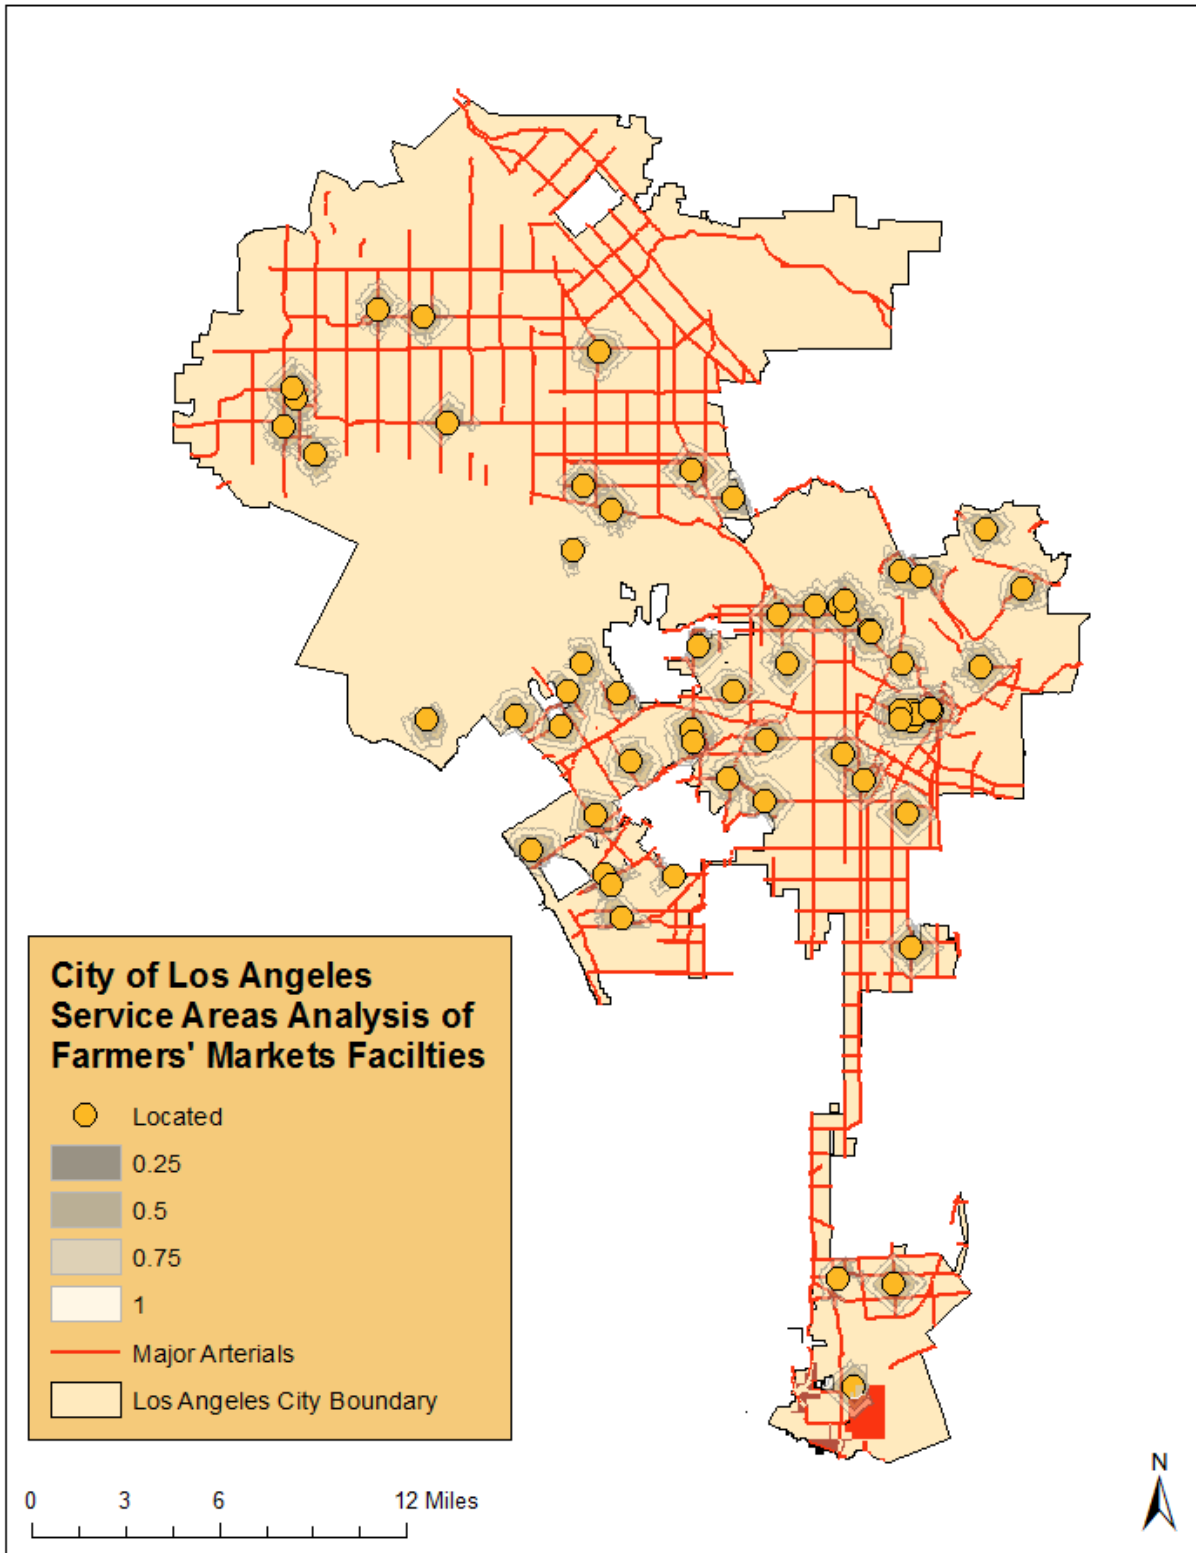 City of Los Angeles
Service Areas Analysis of
Farmers' Markets Facilties
Located
0.25
0.5
0.75
1
Major Arterials
Los Angeles City Boundary
0 3 6 12 Miles
N